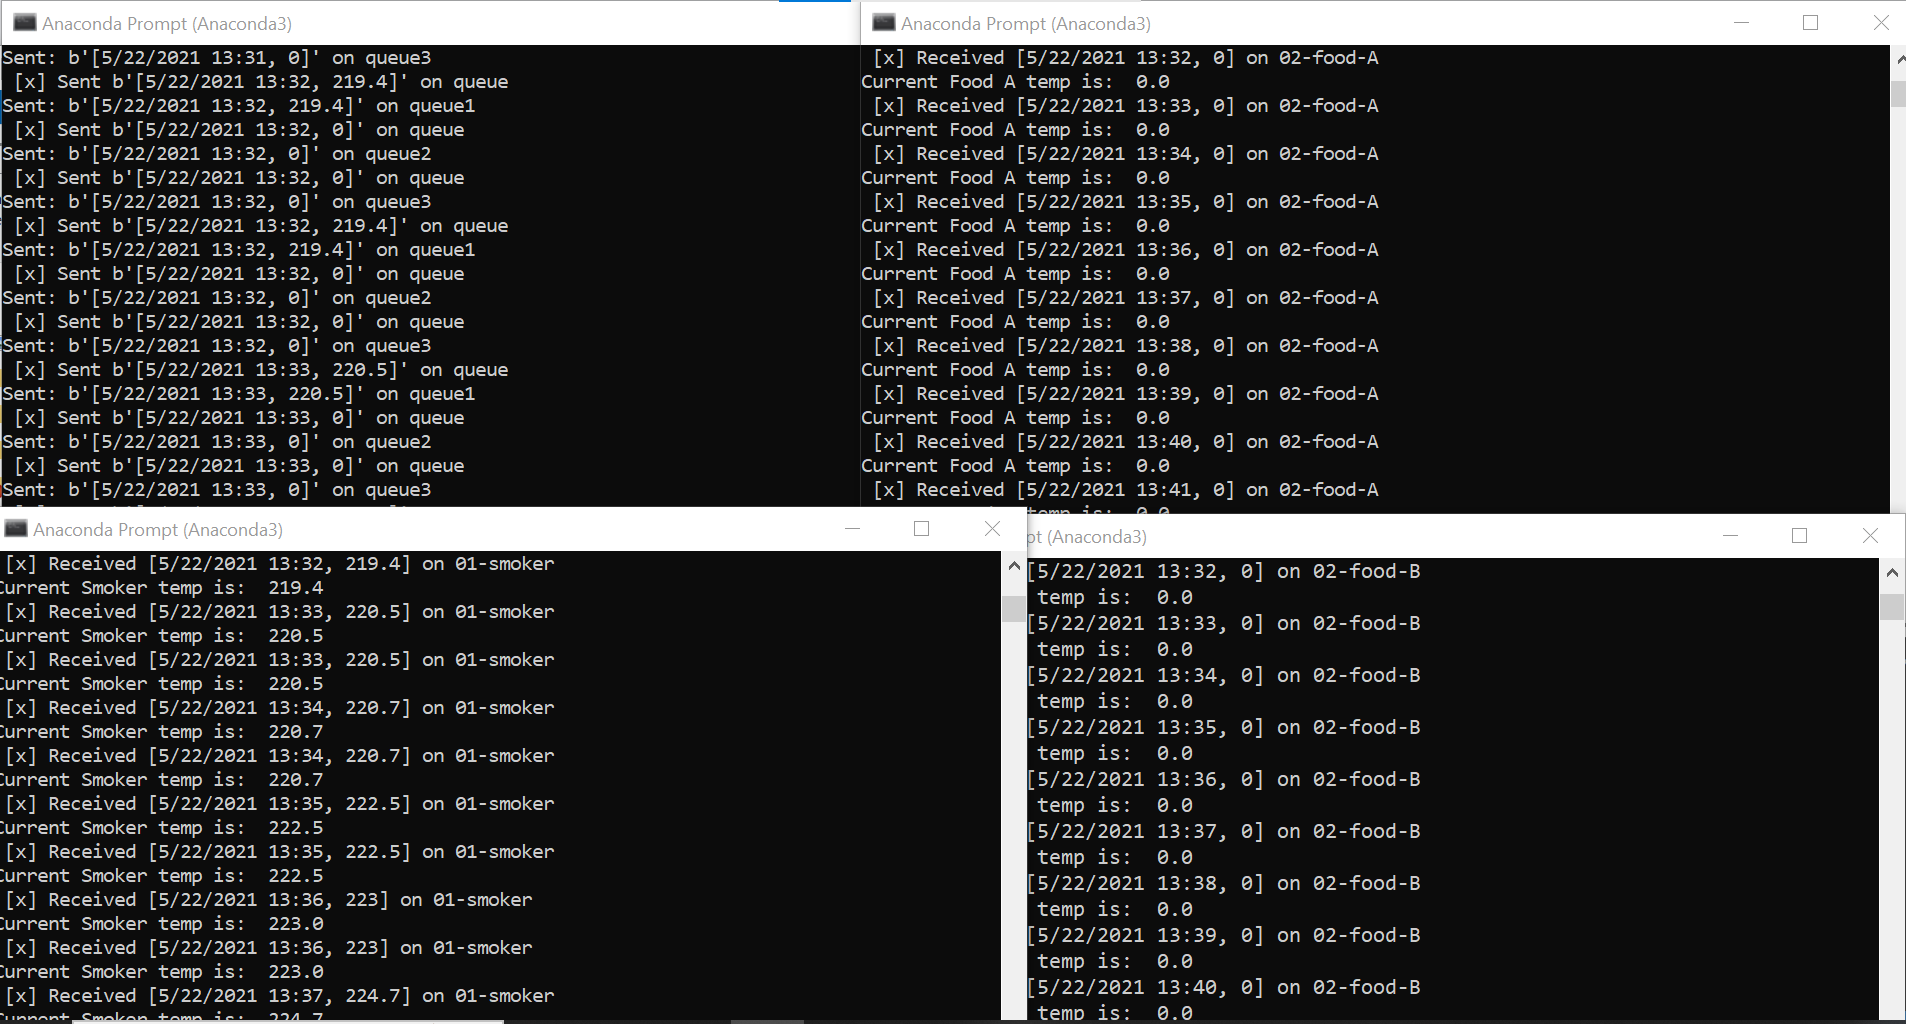 Anaconda Prompt (Anaconda3)
Sent: b'[5/22/2021 13:31, 0]' on queue3
[x] Sent b'[5/22/2021 13:32, 219.4]' on queue
Sent: b'[5/22/2021 13:32, 219.4]' on queue1
[x] Sent b'[5/22/2021 13:32, 0]' on queue
Sent: b'[5/22/2021 13:32, 0]' on queue2
[x] Sent b'[5/22/2021 13:32, 0]' on queue
Sent: b'[5/22/2021 13:32, 0]' on queue3
[x] Sent b'[5/22/2021 13:32, 219.4]' on queue
Sent: b'[5/22/2021 13:32, 219.4]' on queue1
[x] Sent b'[5/22/2021 13:32, 0]' on queue
Sent: b'[5/22/2021 13:32, 0]' on queue2
[x] Sent b'[5/22/2021 13:32, 0]' on queue
Sent: b'[5/22/2021 13:32, 0]' on queue3
[x] Sent b'[5/22/2021 13:33, 220.5]' on queue
Sent: b'[5/22/2021 13:33, 220.5]' on queue1
[x] Sent b'[5/22/2021 13:33, 0]' on queue
Sent: b'[5/22/2021 13:33, 0]' on queue2
[x] Sent b'[5/22/2021 13:33, 0]' on queue
Sent: b'[5/22/2021 13:33, 0]' on queue3
Anaconda Prompt (Anaconda3)
[x] Received [5/22/2021 13:32, 0] on 02-food-A
Current Food A temp is:  0.0
[x] Received [5/22/2021 13:33, 0] on 02-food-A
Current Food A temp is:  0.0
[x] Received [5/22/2021 13:34, 0] on 02-food-A
Current Food A temp is:  0.0
[x] Received [5/22/2021 13:35, 0] on 02-food-A
Current Food A temp is:  0.0
[x] Received [5/22/2021 13:36, 0] on 02-food-A
Current Food A temp is:  0.0
[x] Received [5/22/2021 13:37, 0] on 02-food-A
Current Food A temp is:  0.0
[x] Received [5/22/2021 13:38, 0] on 02-food-A
Current Food A temp is:  0.0
[x] Received [5/22/2021 13:39, 0] on 02-food-A
Current Food A temp is:  0.0
[x] Received [5/22/2021 13:40, 0] on 02-food-A
Current Food A temp is:  0.0
[x] Received [5/22/2021 13:41, 0] on 02-food-A
temp is:  0.0
Anaconda Prompt (Anaconda3)
[x] Received [5/22/2021 13:32, 219.4] on 01-smoker
Current Smoker temp is:  219.4
[x] Received [5/22/2021 13:33, 220.5] on 01-smoker
Current Smoker temp is:  220.5
[x] Received [5/22/2021 13:33, 220.5] on 01-smoker
Current Smoker temp is:  220.5
[x] Received [5/22/2021 13:34, 220.7] on 01-smoker
Current Smoker temp is:  220.7
[x] Received [5/22/2021 13:34, 220.7] on 01-smoker
Current Smoker temp is:  220.7
[x] Received [5/22/2021 13:35, 222.5] on 01-smoker
Current Smoker temp is:  222.5
[x] Received [5/22/2021 13:35, 222.5] on 01-smoker
Current Smoker temp is:  222.5
[x] Received [5/22/2021 13:36, 223] on 01-smoker
Current Smoker temp is:  223.0
[x] Received [5/22/2021 13:36, 223] on 01-smoker
Current Smoker temp is:  223.0
[x] Received [5/22/2021 13:37, 224.7] on 01-smoker
Current Smoker temp is:  224.7
pt (Anaconda3)
[5/22/2021 13:32, 0] on 02-food-B
temp is:  0.0
[5/22/2021 13:33, 0] on 02-food-B
temp is:  0.0
[5/22/2021 13:34, 0] on 02-food-B
temp is:  0.0
[5/22/2021 13:35, 0] on 02-food-B
temp is:  0.0
[5/22/2021 13:36, 0] on 02-food-B
temp is:  0.0
[5/22/2021 13:37, 0] on 02-food-B
temp is:  0.0
[5/22/2021 13:38, 0] on 02-food-B
temp is:  0.0
[5/22/2021 13:39, 0] on 02-food-B
temp is:  0.0
[5/22/2021 13:40, 0] on 02-food-B
temp is:  0.0